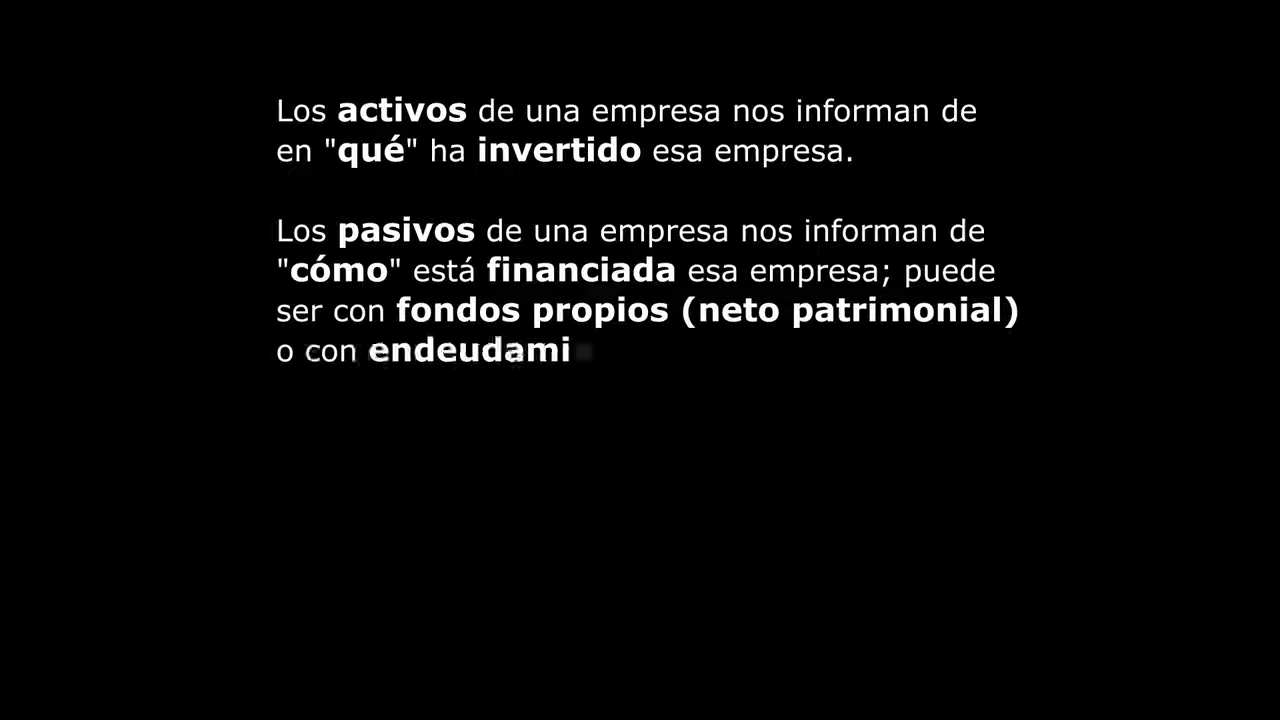 Los activos de una empresa nos informan de
en "qué" ha invertido esa empresa.
Los pasivos de una empresa nos informan de
"cómo" está financiada esa empresa; puede
ser con fondos propios (neto patrimonial)
o con endeudami